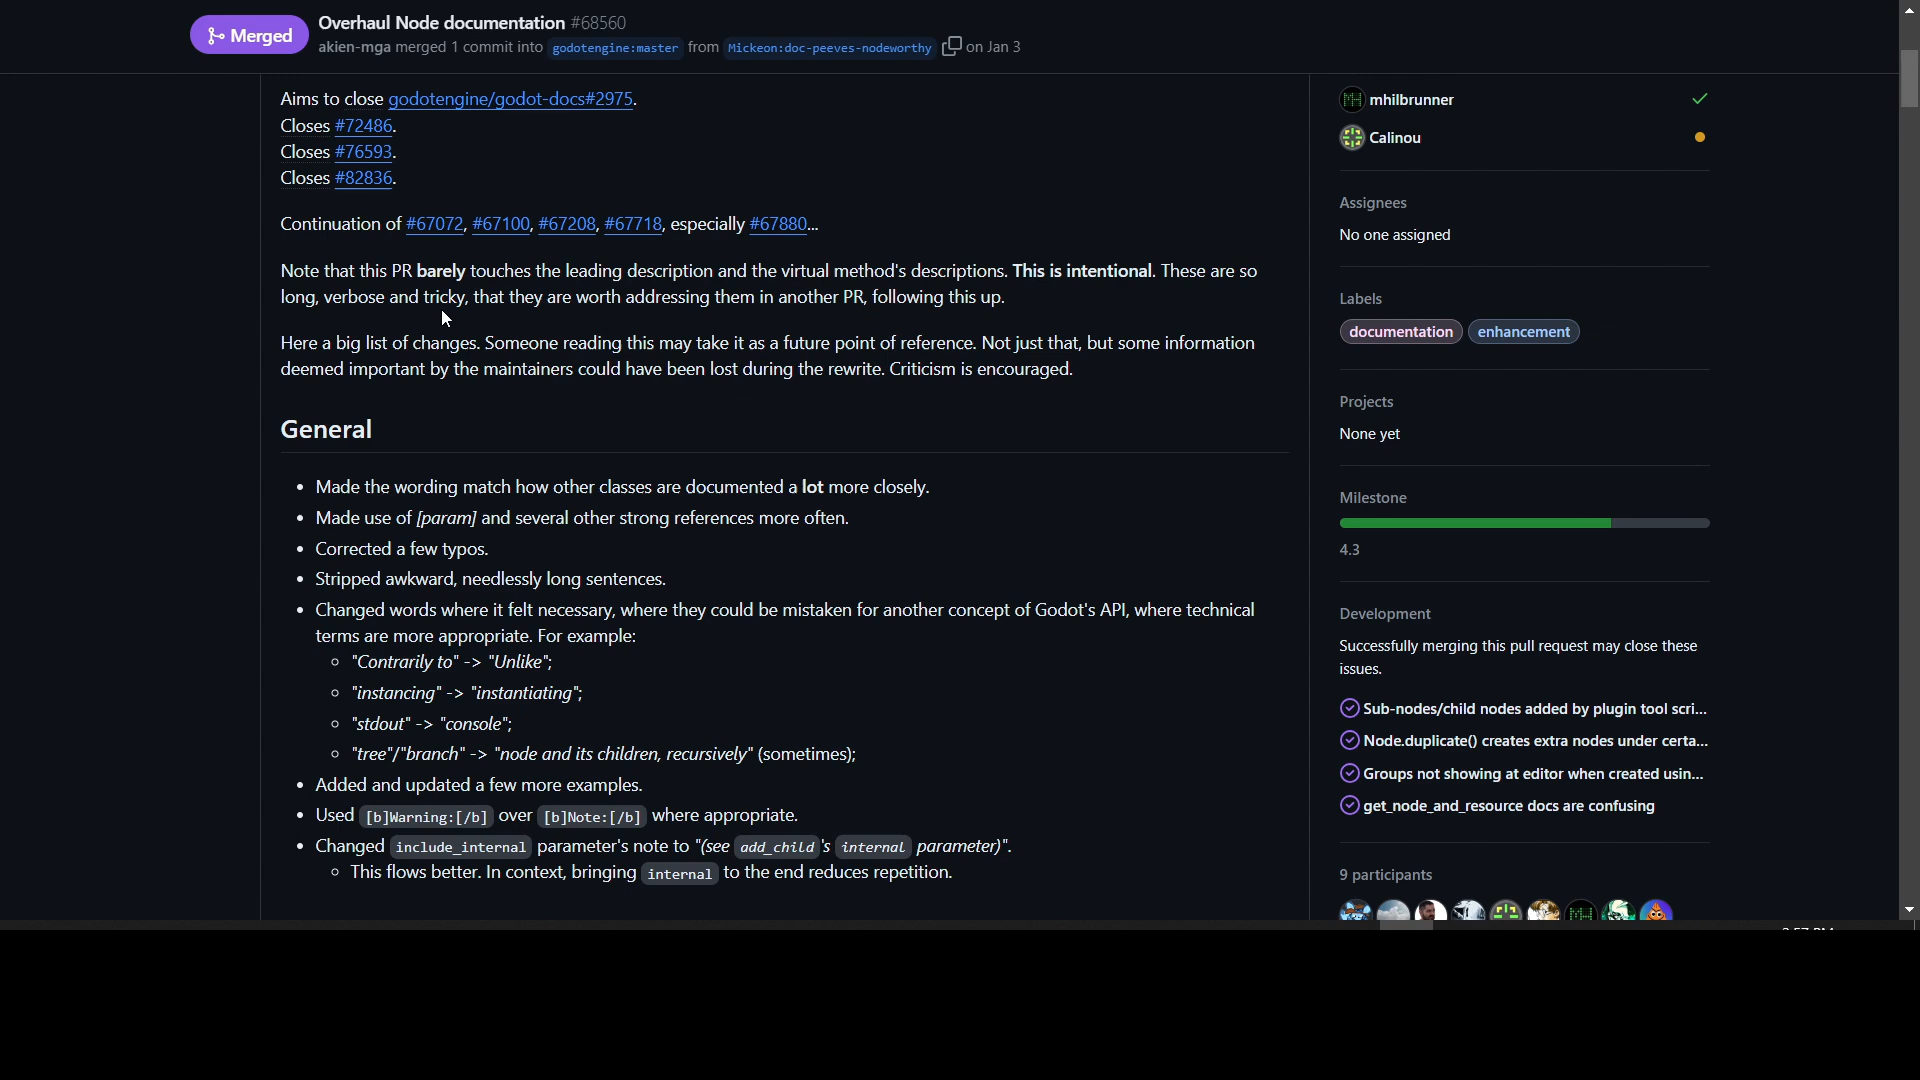 Merged
Overhaul Node documentation #68560
akien-mga merged 1 commit into godotengine:master from Mickeon:doc-peeves-nodeworthy on Jan 3
Aims to close godotengine/godot-docs#2975.
Closes #72486.
Closes #76593.
Closes #82836.
Continuation of #67072, #67100, #67208, #67718, especially #67880...
Note that this PR barely touches the leading description and the virtual method's descriptions. This is intentional. These are so
long, verbose and tricky, that they are worth addressing them in another PR, following this up.
Here a big list of changes. Someone reading this may take it as a future point of reference. Not just that, but some information
deemed important by the maintainers could have been lost during the rewrite. Criticism is encouraged.
General
• Made the wording match how other classes are documented a lot more closely.
• Made use of [param] and several other strong references more often.
• Corrected a few typos.
• Stripped awkward, needlessly long sentences.
• Changed words where it felt necessary, where they could be mistaken for another concept of Godot's API, where technical
terms are more appropriate. For example:
◦ "Contrarily to" -> "Unlike";
◦ "instancing" -> "instantiating";
◦ "stdout" -> "console";
◦ "tree"/"branch" -> "node and its children, recursively" (sometimes);
• Added and updated a few more examples.
• Used [b]Warning:[/b] over [b]Note:[/b] where appropriate.
• Changed include_internal parameter's note to "(see add_child's internal parameter)".
◦ This flows better. In context, bringing internal to the end reduces repetition.
mhilbrunner
Calinou
Assignees
No one assigned
Labels
documentation enhancement
Projects
None yet
Milestone
4.3
Development
Successfully merging this pull request may close these
issues.
Sub-nodes/child nodes added by plugin tool scri...
Node.duplicate() creates extra nodes under certa...
Groups not showing at editor when created usin...
get_node_and_resource docs are confusing
9 participants